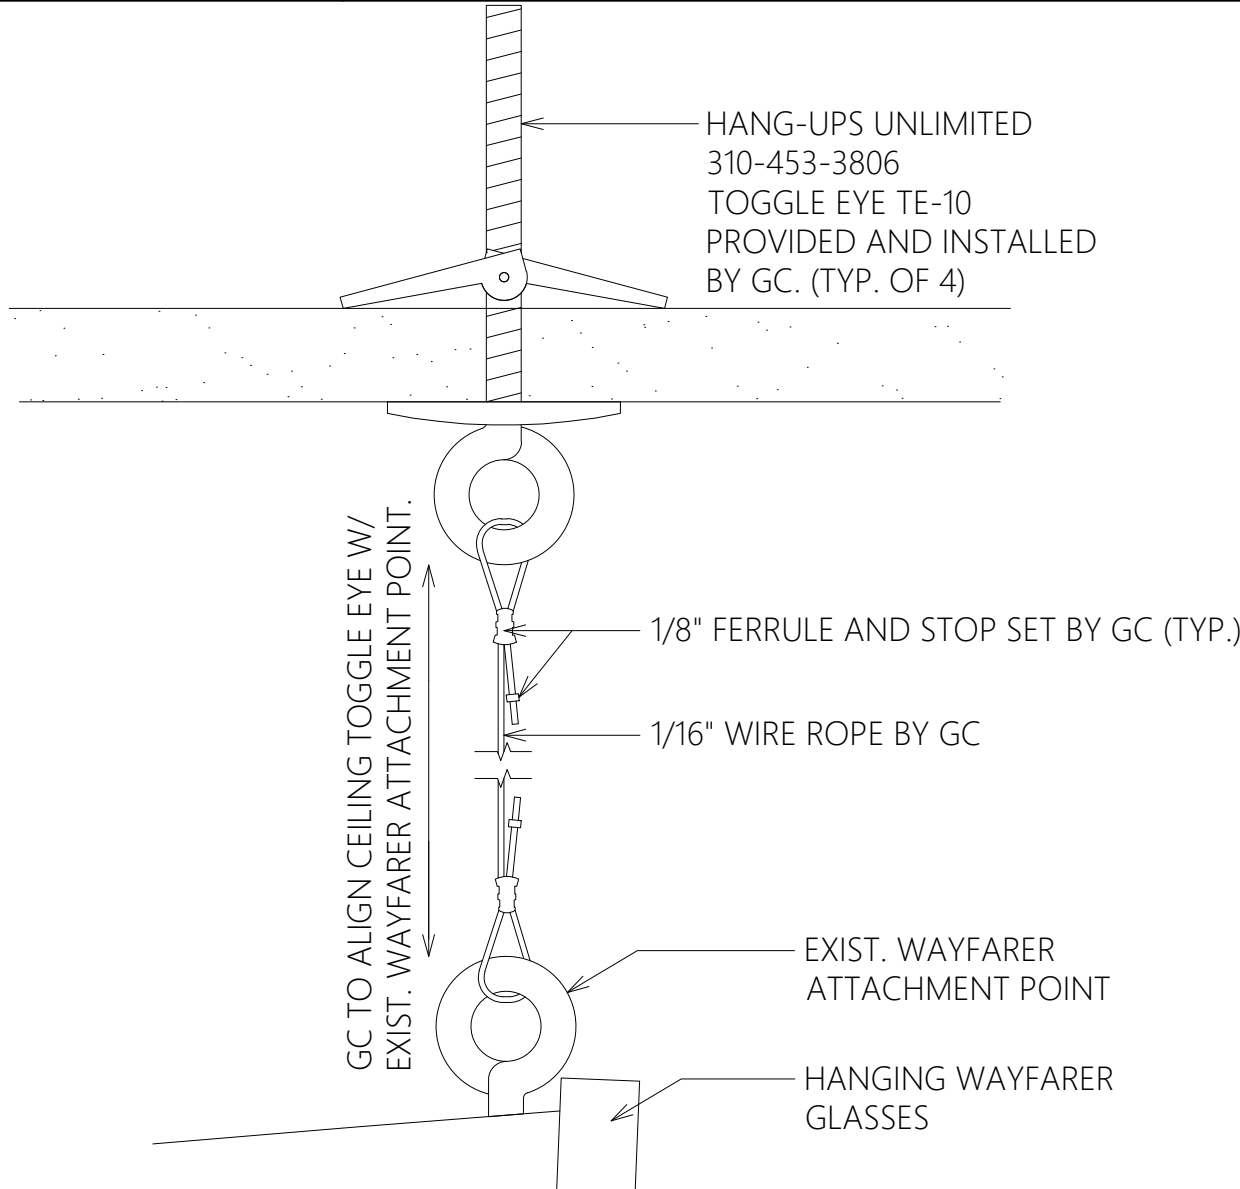 HANG-UPS UNLIMITED
310-453-3806
TOGGLE EYE TE-10
PROVIDED AND INSTALLED
BY GC. (TYP. OF 4)
GC TO ALIGN CEILING TOGGLE EYE W/
EXIST. WAYFARER ATTACHMENT POINT.
1/8" FERRULE AND STOP SET BY GC (TYP.)
1/16" WIRE ROPE BY GC
EXIST. WAYFARER
ATTACHMENT POINT
HANGING WAYFARER
GLASSES